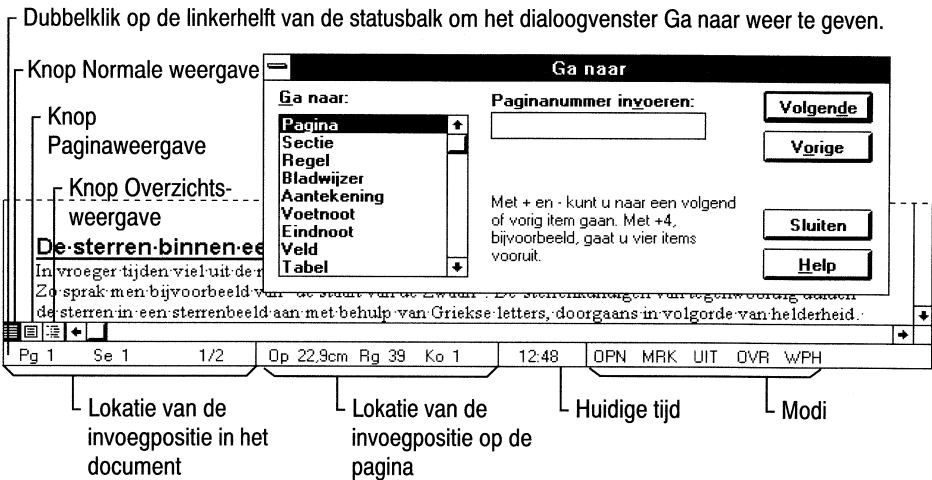 Dubbelklik op de linkerhelft van de statusbalk om het dialoogvenster Ga naar weer te geven.
Knop Normale weergave
Knop
Paginaweergave
Knop Overzichts-
weergave
Ga naar
Ga naar:
Pagina
Sectie
Regel
Bladwijzer
Aantekening
Voetnoot
Eindnoot
Veld
Tabel
Paginanummer invoeren:
Met + en - kunt u naar een volgend
of vorig item gaan. Met +4,
bijvoorbeeld, gaat u vier items
vooruit.
Volgende
Vorige
Sluiten
Help
De·sterren·binnen·ee
In·vroeger·tijden·viel·uit·de·r
Zo·sprak·men·bijvoorbeeld
de·sterren·in·een·sterrenbeeld·aan·met·behulp·van·Griekse·letters,·doorgaans·in·volgorde·van·helderheid.·
Pg 1 Se 1 1/2 Op 22,9cm Rg 39 Ko 1 12:48 OPN MRK UIT OVR WPH
Lokatie van de
invoegpositie in het
document
Lokatie van de
invoegpositie op de
pagina
Huidige tijd
Modi